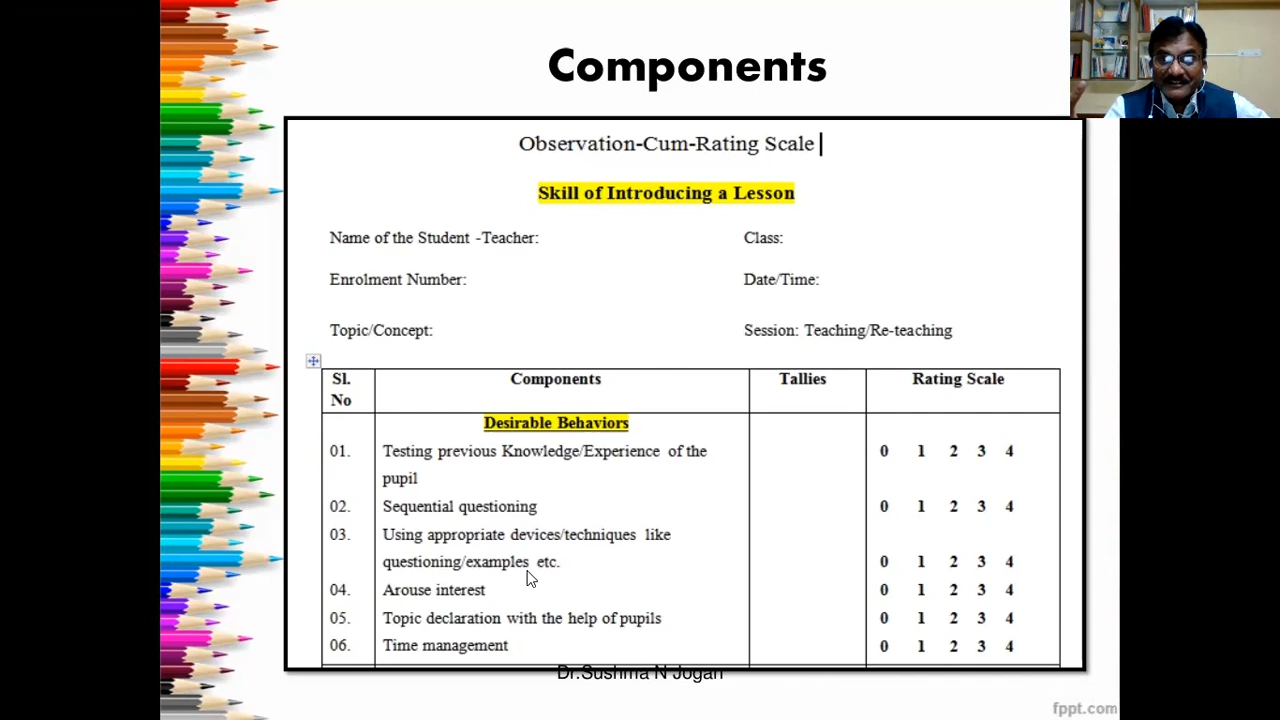 Components
Observation-Cum-Rating Scale
Skill of Introducing a Lesson
Name of the Student -Teacher: Class:
Enrolment Number: Date/Time:
Topic/Concept: Session: Teaching/Re-teaching
Sl. No Components Tallies Rating Scale
Desirable Behaviors
01. Testing previous Knowledge/Experience of the 0 1 2 3 4
pupil
02. Sequential questioning 0 1 2 3 4
03. Using appropriate devices/techniques like
questioning/examples etc. 0 1 2 3 4
04. Arouse interest 0 1 2 3 4
05. Topic declaration with the help of pupils 0 1 2 3 4
06. Time management 0 1 2 3 4
Dr.Sushma N Jogan
fppt.com